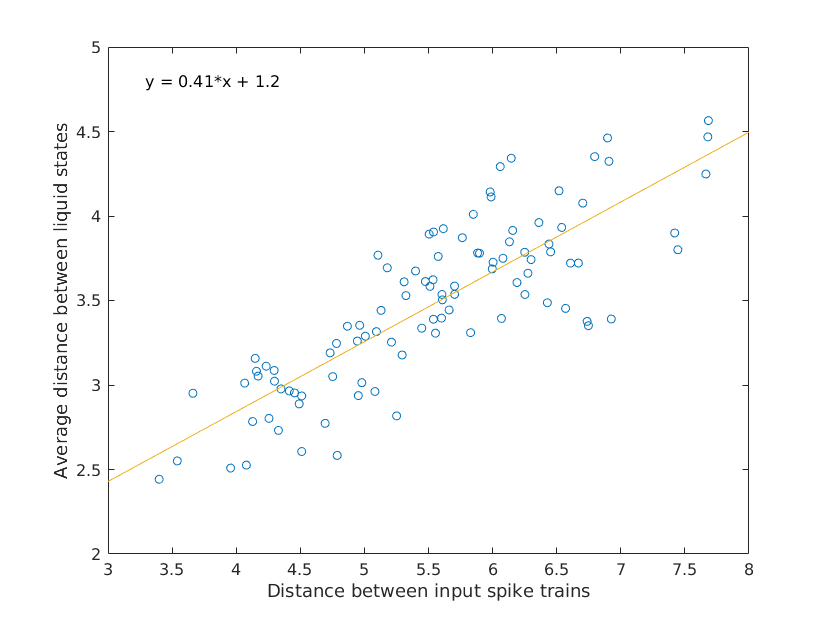 y = 0.41*x + 1.2
Average distance between liquid states
5
4.5
4
3.5
3
2.5
2
3 3.5 4 4.5 5 5.5 6 6.5 7 7.5 8
Distance between input spike trains